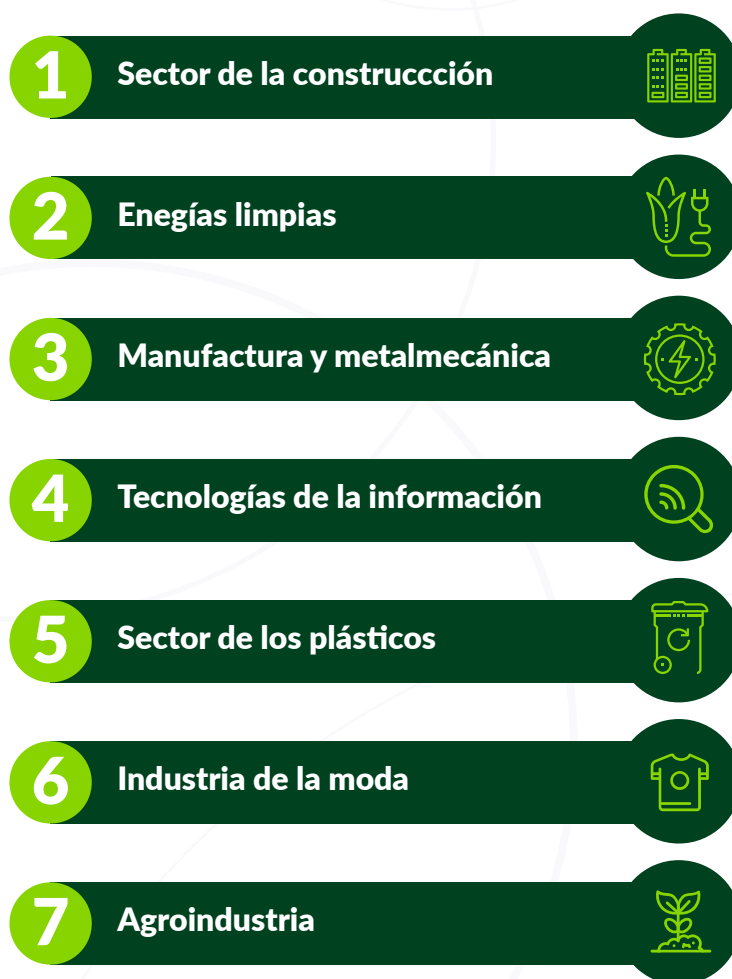 1 Sector de la construccción
2 Enegías limpias
3 Manufactura y metalmecánica
4 Tecnologías de la información
5 Sector de los plásticos
6 Industria de la moda
7 Agroindustria